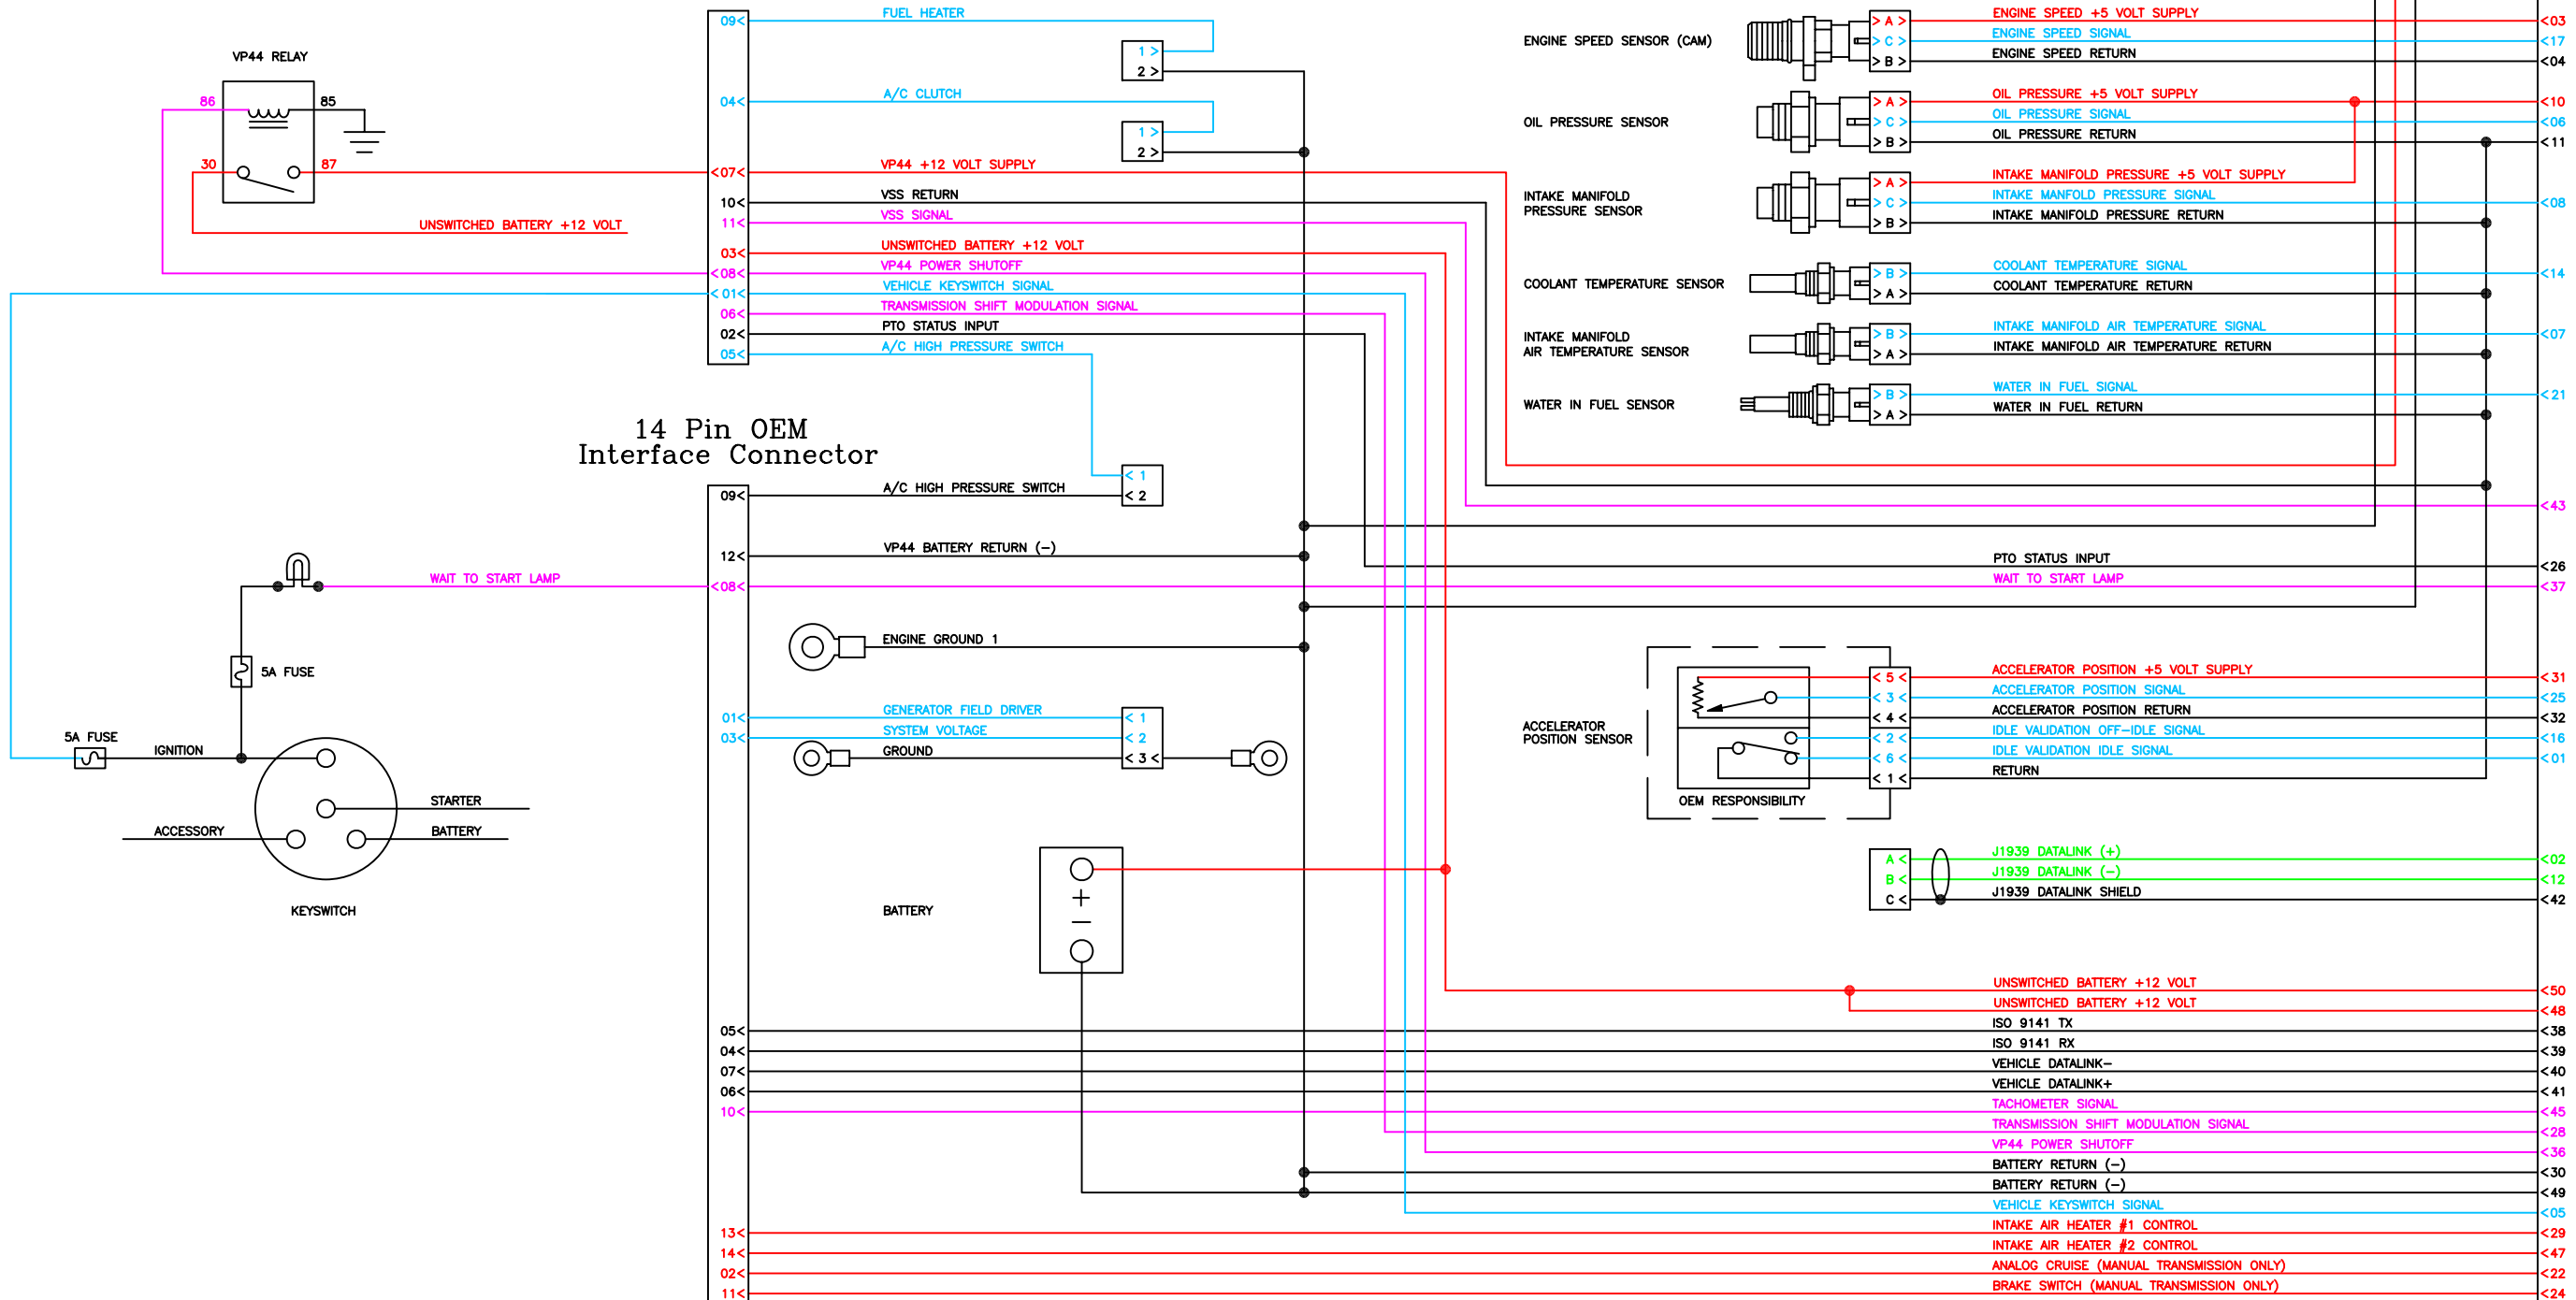 VP44 RELAY
86
85
30
87
UNSWITCHED BATTERY +12 VOLT
09<
FUEL HEATER
1 >
2 >
04<
A/C CLUTCH
1 >
2 >
<07<
VP44 +12 VOLT SUPPLY
10<
VSS RETURN
11<
VSS SIGNAL
03<
UNSWITCHED BATTERY +12 VOLT
<08<
VP44 POWER SHUTOFF
<01<
VEHICLE KEYSWITCH SIGNAL
06<
TRANSMISSION SHIFT MODULATION SIGNAL
02<
PTO STATUS INPUT
05<
A/C HIGH PRESSURE SWITCH
14 Pin OEM
Interface Connector
< 1
< 2
09<
A/C HIGH PRESSURE SWITCH
12<
VP44 BATTERY RETURN (-)
WAIT TO START LAMP
<08<
ENGINE GROUND 1
5A FUSE
5A FUSE
IGNITION
STARTER
ACCESSORY
BATTERY
KEYSWITCH
01<
GENERATOR FIELD DRIVER
< 1
03<
SYSTEM VOLTAGE
< 2
GROUND
< 3 <
BATTERY
+
−
05<
04<
07<
06<
10<
13<
14<
02<
11<
ENGINE SPEED SENSOR (CAM)
> A >
ENGINE SPEED +5 VOLT SUPPLY
<03
> C >
ENGINE SPEED SIGNAL
<17
> B >
ENGINE SPEED RETURN
<04
OIL PRESSURE SENSOR
> A >
OIL PRESSURE +5 VOLT SUPPLY
<10
> C >
OIL PRESSURE SIGNAL
<06
> B >
OIL PRESSURE RETURN
<11
INTAKE MANIFOLD
PRESSURE SENSOR
> A >
INTAKE MANIFOLD PRESSURE +5 VOLT SUPPLY
> C >
INTAKE MANFOLD PRESSURE SIGNAL
<08
> B >
INTAKE MANIFOLD PRESSURE RETURN
COOLANT TEMPERATURE SENSOR
> B >
COOLANT TEMPERATURE SIGNAL
<14
> A >
COOLANT TEMPERATURE RETURN
INTAKE MANIFOLD
AIR TEMPERATURE SENSOR
> B >
INTAKE MANIFOLD AIR TEMPERATURE SIGNAL
<07
> A >
INTAKE MANIFOLD AIR TEMPERATURE RETURN
WATER IN FUEL SENSOR
> B >
WATER IN FUEL SIGNAL
<21
> A >
WATER IN FUEL RETURN
<43
PTO STATUS INPUT
<26
WAIT TO START LAMP
<37
ACCELERATOR
POSITION SENSOR
OEM RESPONSIBILITY
< 5 <
ACCELERATOR POSITION +5 VOLT SUPPLY
<31
< 3 <
ACCELERATOR POSITION SIGNAL
<25
< 4 <
ACCELERATOR POSITION RETURN
<32
< 2 <
IDLE VALIDATION OFF-IDLE SIGNAL
<16
< 6 <
IDLE VALIDATION IDLE SIGNAL
<01
< 1 <
RETURN
A <
J1939 DATALINK (+)
<02
B <
J1939 DATALINK (-)
<12
C <
J1939 DATALINK SHIELD
<42
UNSWITCHED BATTERY +12 VOLT
<50
UNSWITCHED BATTERY +12 VOLT
<48
ISO 9141 TX
<38
ISO 9141 RX
<39
VEHICLE DATALINK-
<40
VEHICLE DATALINK+
<41
TACHOMETER SIGNAL
<45
TRANSMISSION SHIFT MODULATION SIGNAL
<28
VP44 POWER SHUTOFF
<36
BATTERY RETURN (-)
<30
BATTERY RETURN (-)
<49
VEHICLE KEYSWITCH SIGNAL
<05
INTAKE AIR HEATER #1 CONTROL
<29
INTAKE AIR HEATER #2 CONTROL
<47
ANALOG CRUISE (MANUAL TRANSMISSION ONLY)
<22
BRAKE SWITCH (MANUAL TRANSMISSION ONLY)
<24